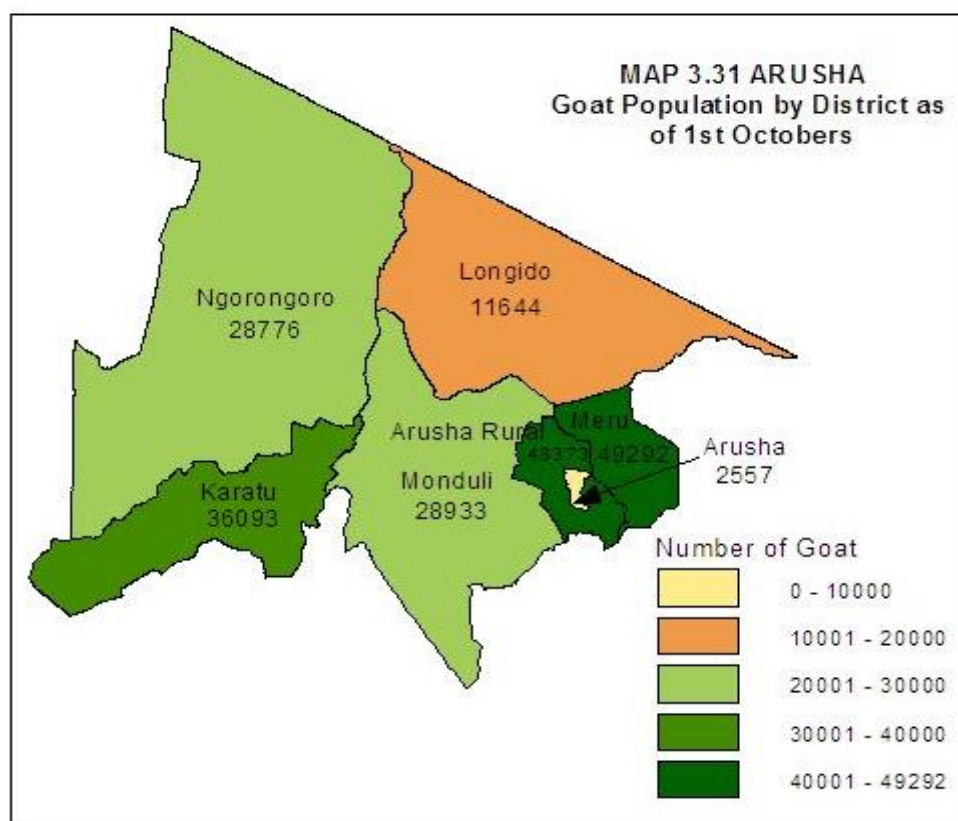 MAP 3.31 ARUSHA
Goat Population by District as
of 1st Octobers
Longido
11644
Ngorongoro
28776
Meru
49292
Arusha Rural
Arusha
2557
Monduli
28933
Karatu
36093
Number of Goat
0 - 10000
10001 - 20000
20001 - 30000
30001 - 40000
40001 - 49292